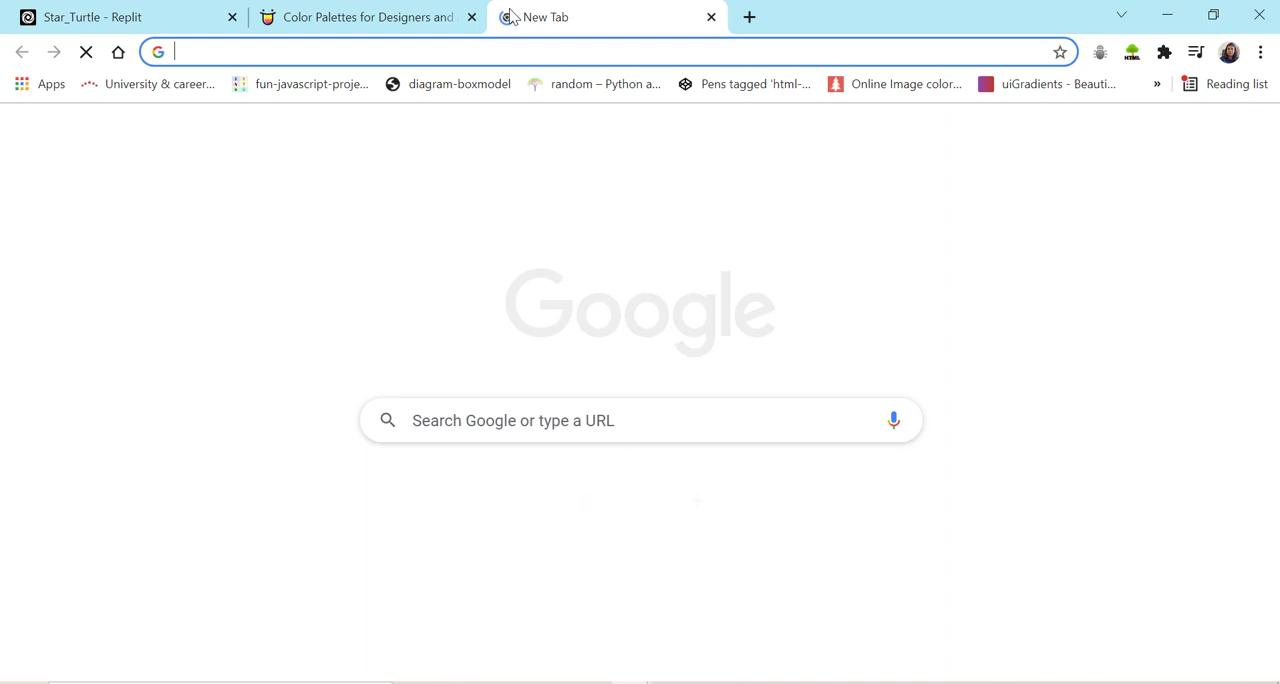 Star_Turtle - Replit
Color Palettes for Designers and
New Tab
Apps
University & career...
fun-javascript-proje...
diagram-boxmodel
random – Python a...
Pens tagged 'html-...
Online Image color...
uiGradients - Beauti...
»
Reading list
Google
Search Google or type a URL